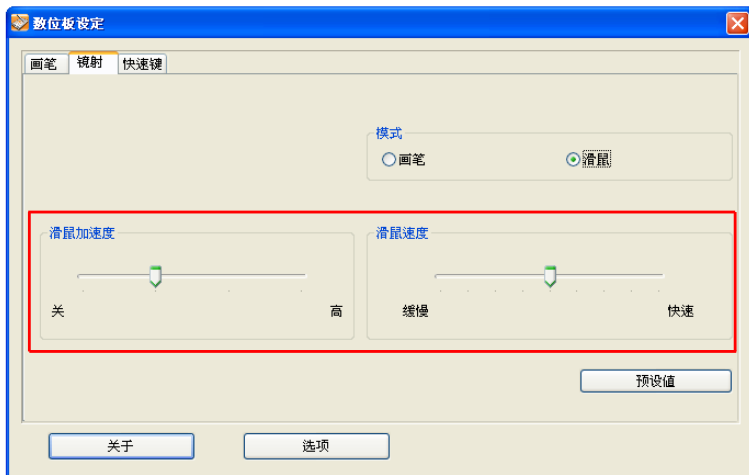 数位板设定
画笔 镜射 快速键
模式
画笔 滑鼠
滑鼠加速度 滑鼠速度
关 高 缓慢 快速
预设值
关于 选项